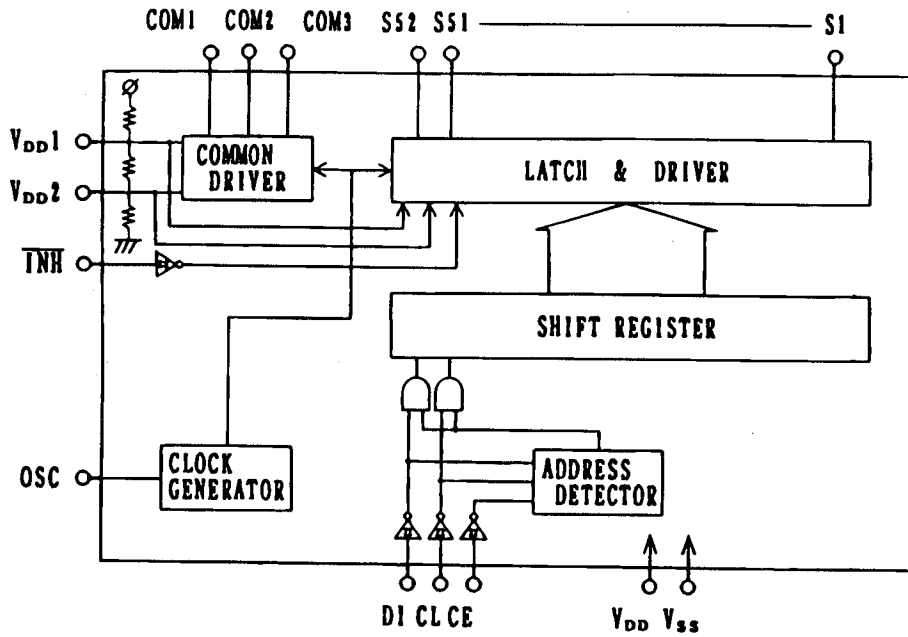 COM1 COM2 COM3 S52 S51 S1
VDD1
COMMON
DRIVER
LATCH & DRIVER
VDD2
INH
SHIFT REGISTER
OSC
CLOCK
GENERATOR
ADDRESS
DETECTOR
DI CL CE
VDD VSS